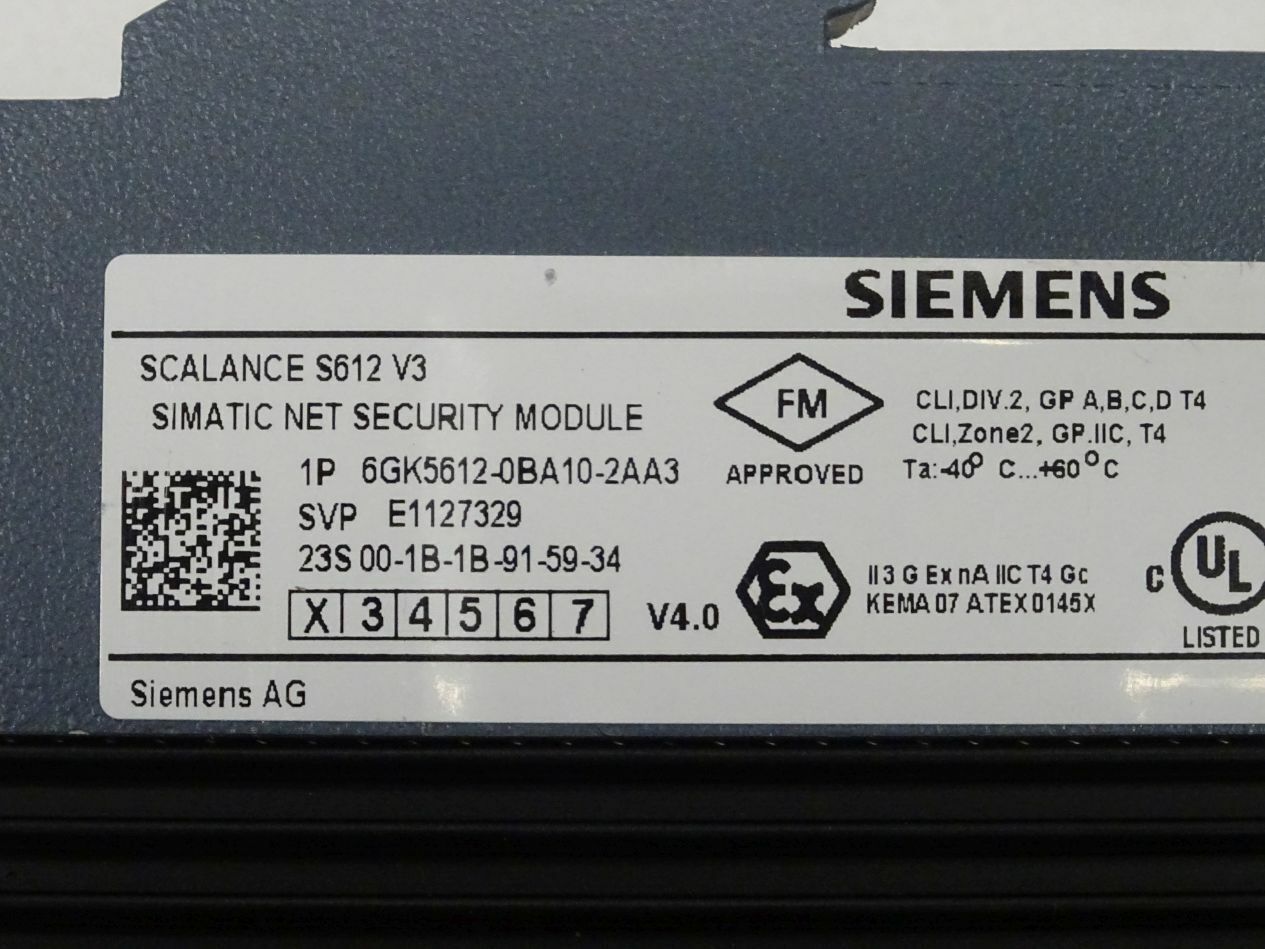 SIEMENS
SCALANCE S612 V3
SIMATIC NET SECURITY MODULE
1P 6GK5612-0BA10-2AA3
SVP E1127329
23S 00-1B-1B-91-59-34
X 3 4 5 6 7 V4.0
FM
APPROVED
CLI,DIV.2, GP A,B,C,D T4
CLI,Zone2, GP.IIC, T4
Ta:-40° C...+60°C
Ex
II 3 G Ex nA IIC T4 Gc
KEMA 07 ATEX0145X
C UL
LISTED
Siemens AG